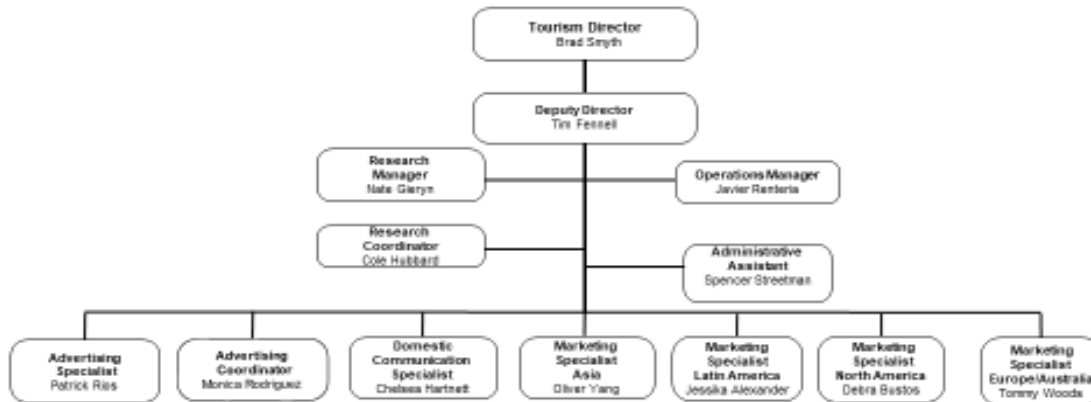 Tourism Director
Brad Smyth
Deputy Director
Tim Fennell
Research
Manager
Nate Gieryn
Operations Manager
Javier Renteria
Research
Coordinator
Cole Hubbard
Administrative
Assistant
Spencer Streetman
Advertising
Specialist
Patrick Rios
Advertising
Coordinator
Monica Rodriguez
Domestic
Communication
Specialist
Chelsea Hartnett
Marketing
Specialist
Asia
Oliver Yang
Marketing
Specialist
Latin America
Jessika Alexander
Marketing
Specialist
North America
Debra Bustos
Marketing
Specialist
Europe/Australia
Tommy Woods